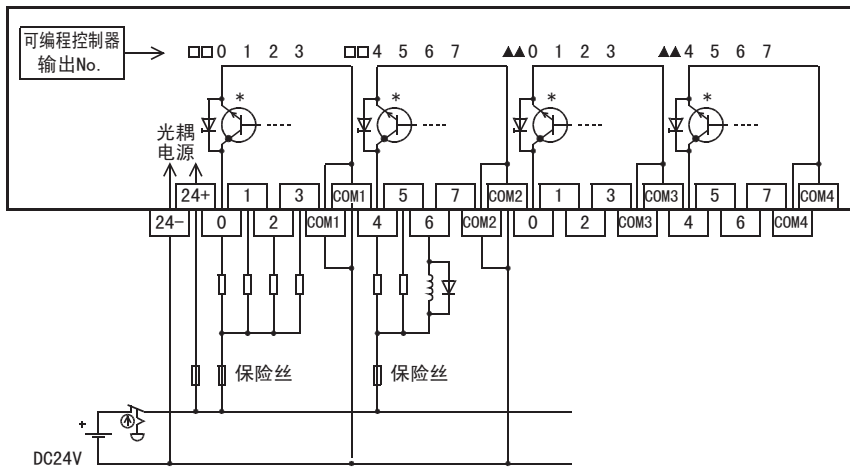 可编程控制器
输出No.
□□0 1 2 3 □□4 5 6 7 ▲▲0 1 2 3 ▲▲4 5 6 7
* * * *
光耦
电源
24+ 1 3 COM1 5 7 COM2 1 3 COM3 5 7 COM4
24- 0 2 COM1 4 6 COM2 0 2 COM3 4 6 COM4
保险丝 保险丝
+
DC24V